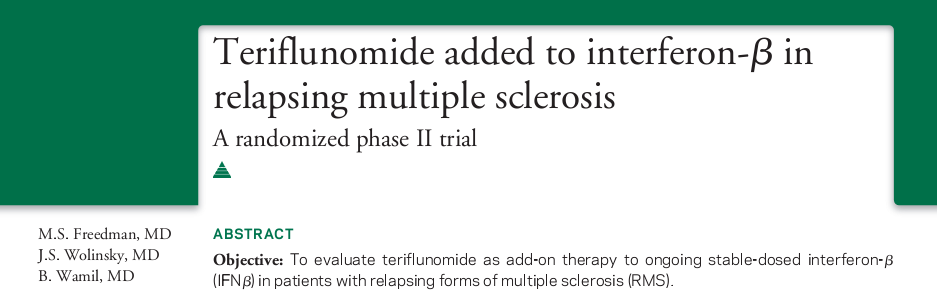 Teriflunomide added to interferon-β in
relapsing multiple sclerosis
A randomized phase II trial
M.S. Freedman, MD
J.S. Wolinsky, MD
B. Wamil, MD
ABSTRACT
Objective: To evaluate teriflunomide as add-on therapy to ongoing stable-dosed interferon-β
(IFNβ) in patients with relapsing forms of multiple sclerosis (RMS).